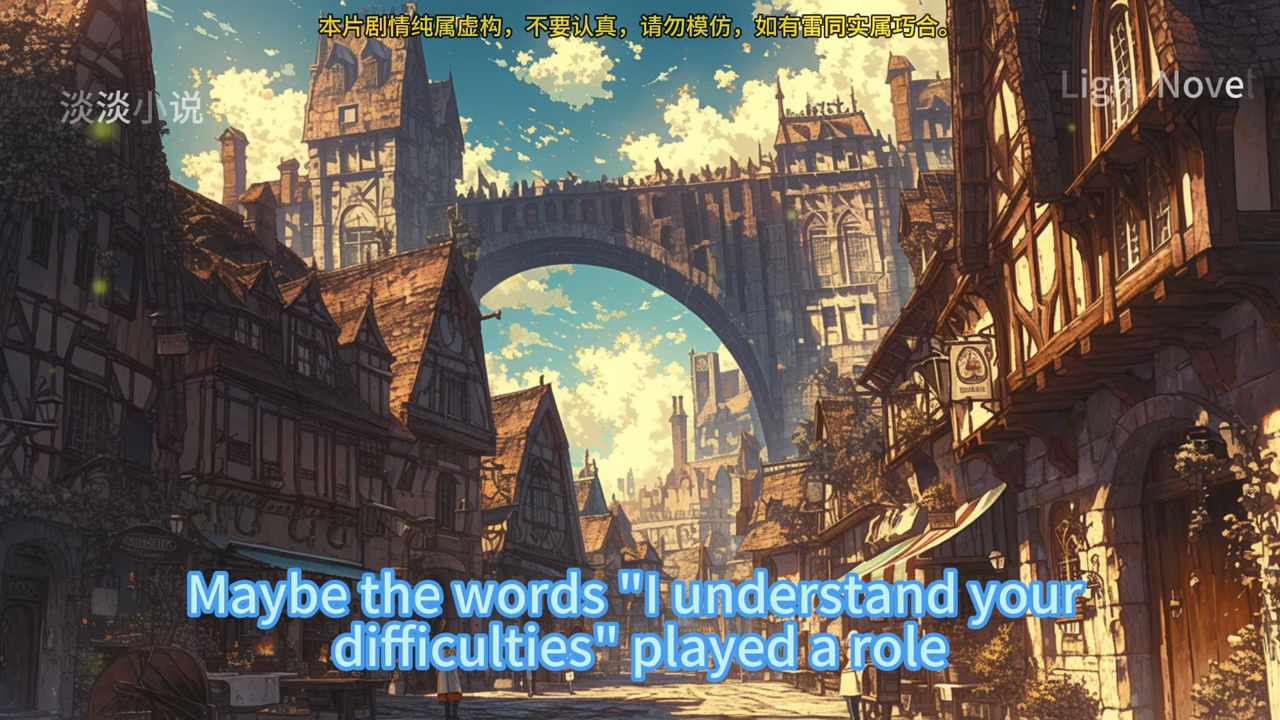 本片剧情纯属虚构，不要认真，请勿模仿，如有雷同实属巧合。
淡淡小说
Light Novel
Maybe the words "I understand your
difficulties" played a role